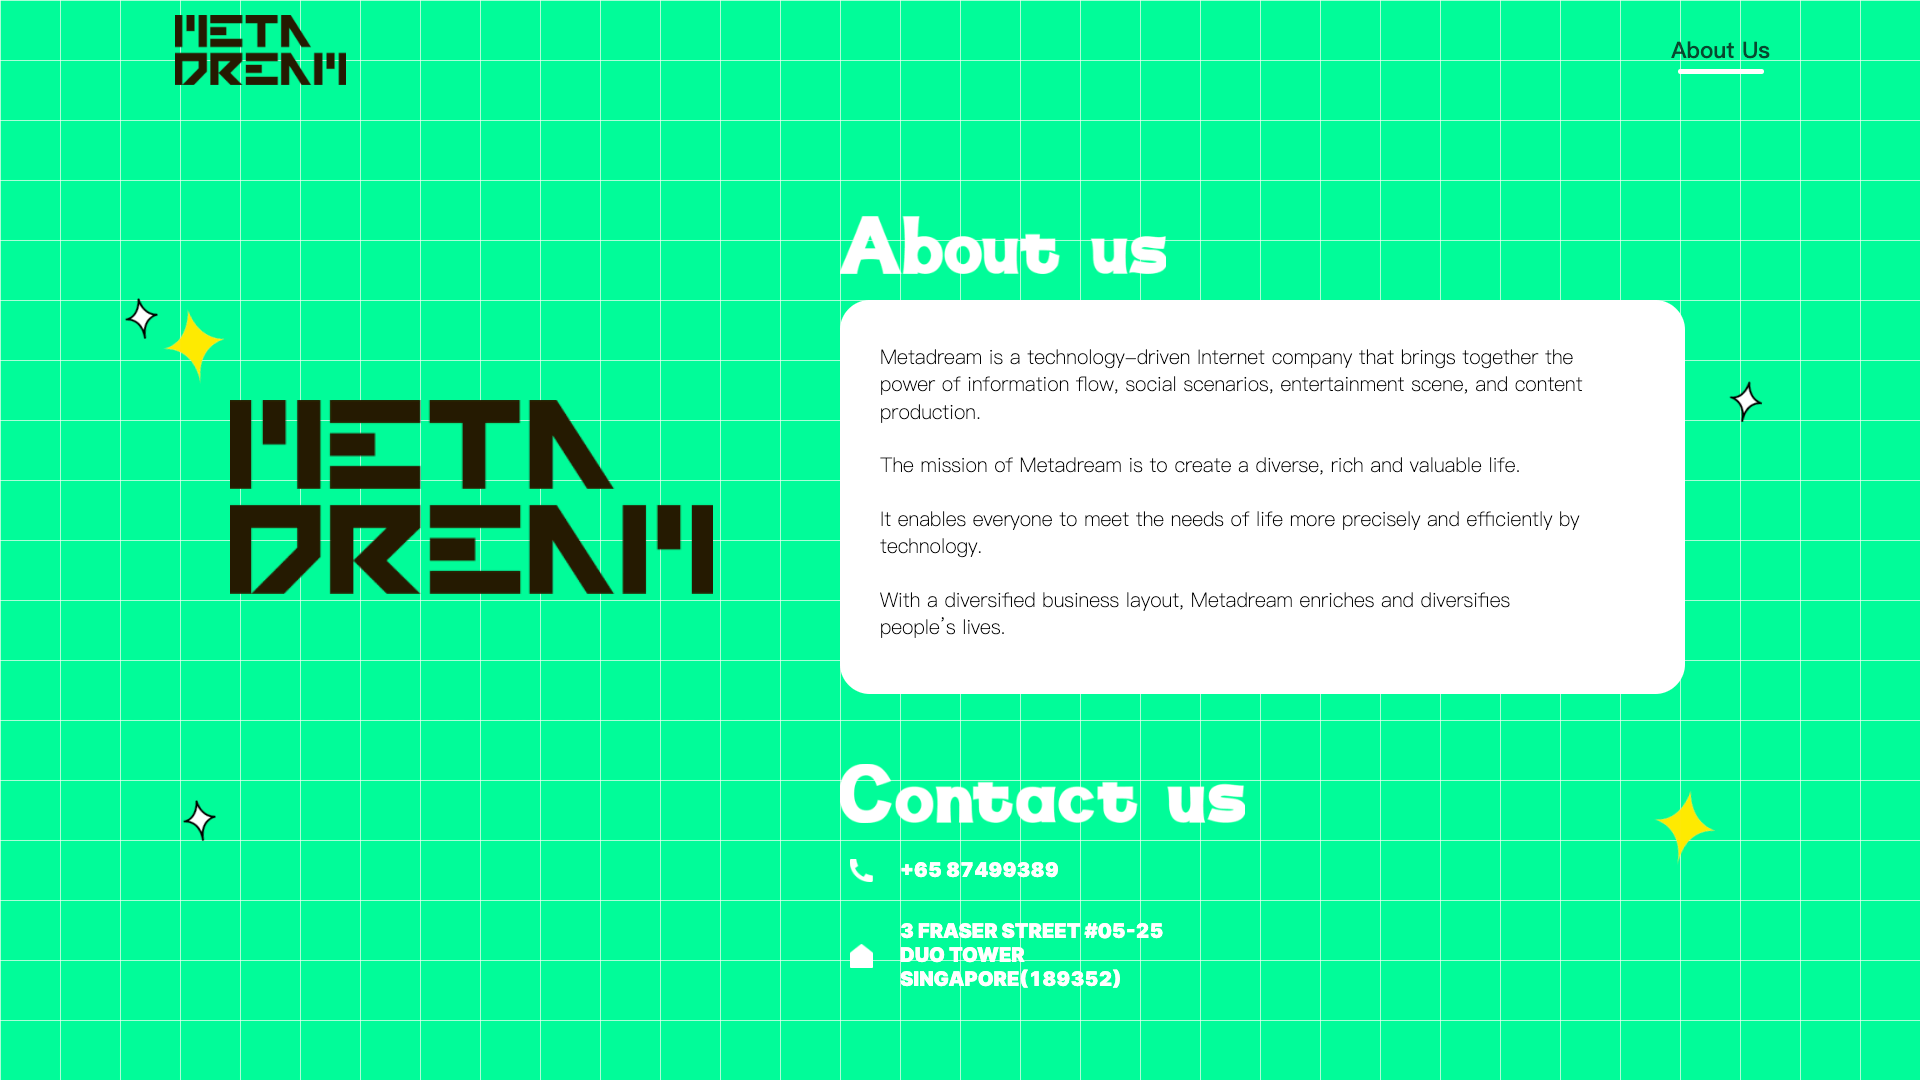 META
DREAM
About Us
About us
META
DREAM
Metadream is a technology-driven Internet company that brings together the
power of information flow, social scenarios, entertainment scene, and content
production.
The mission of Metadream is to create a diverse, rich and valuable life.
It enables everyone to meet the needs of life more precisely and efficiently by
technology.
With a diversified business layout, Metadream enriches and diversifies
people's lives.
Contact us
+65 87499389
3 FRASER STREET #05-25
DUO TOWER
SINGAPORE(189352)